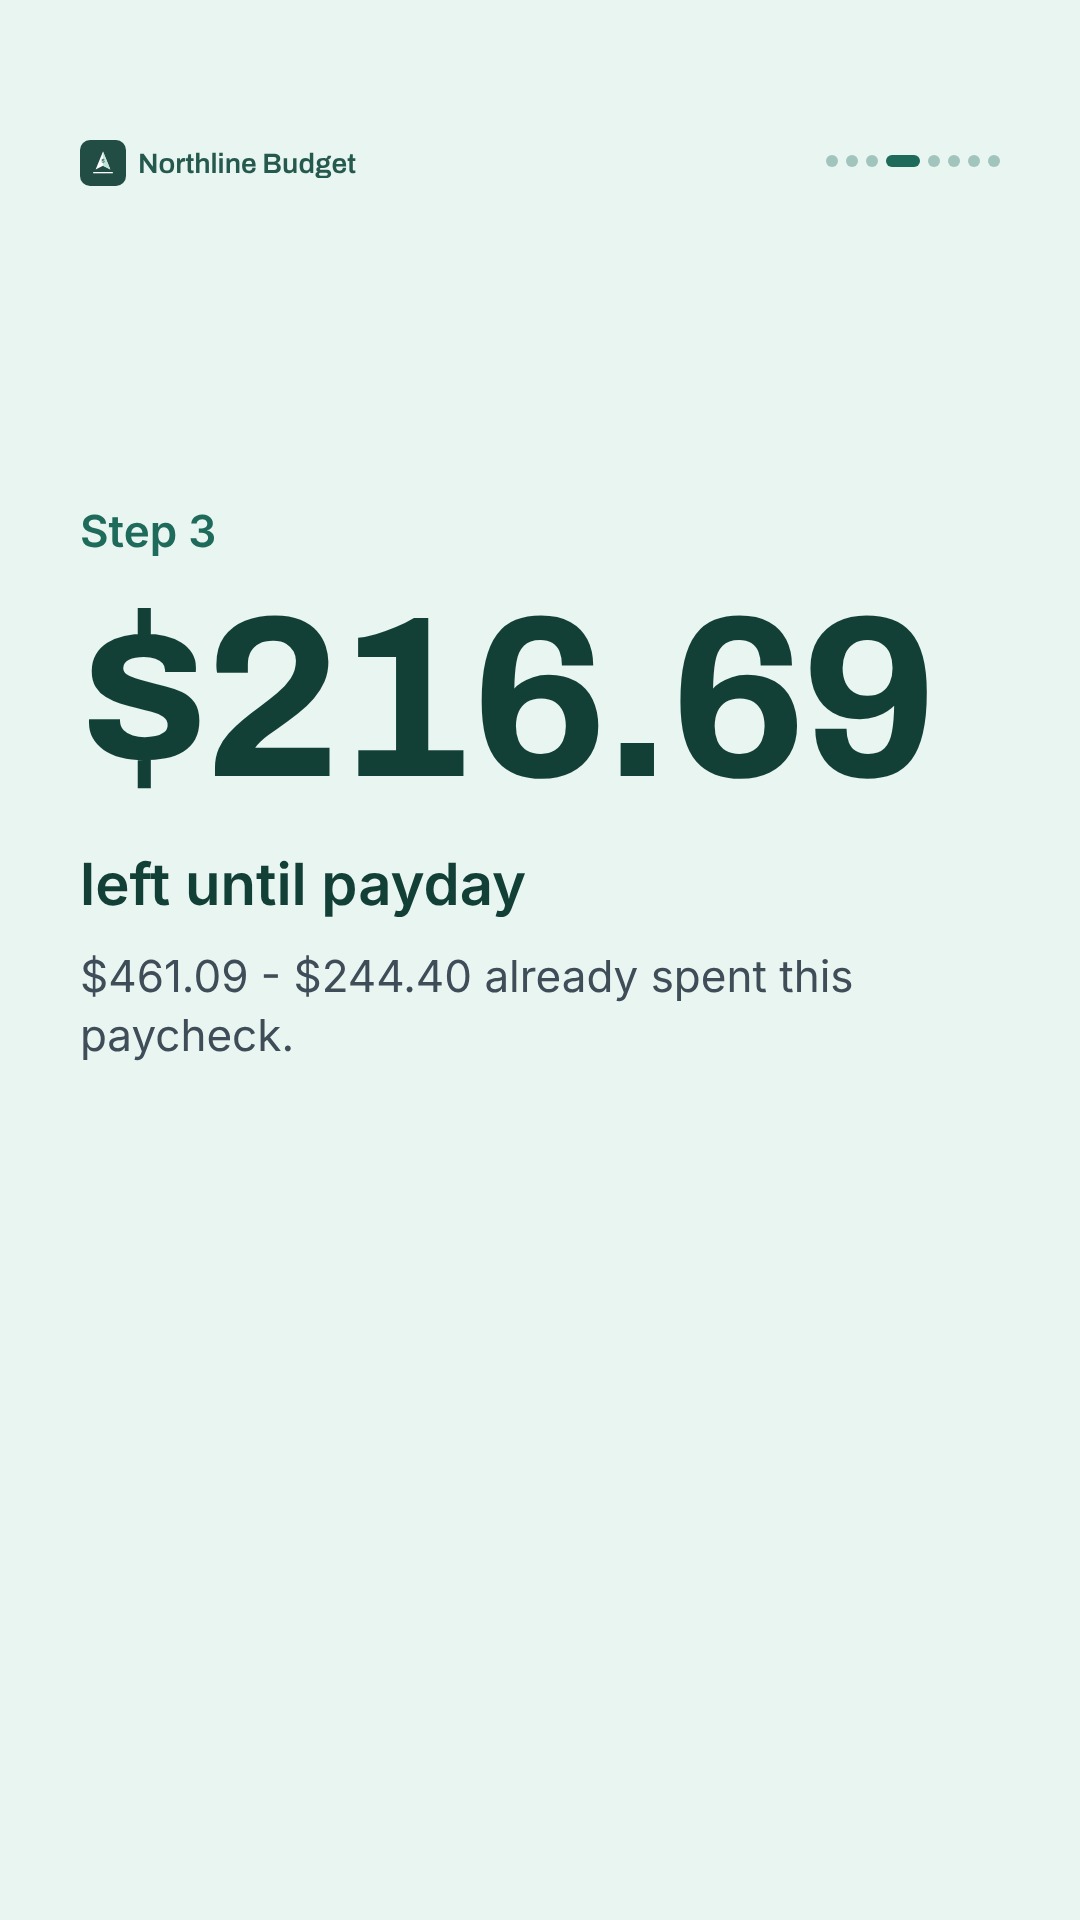 Northline Budget
Step 3
$216.69
left until payday
$461.09 - $244.40 already spent this
paycheck.